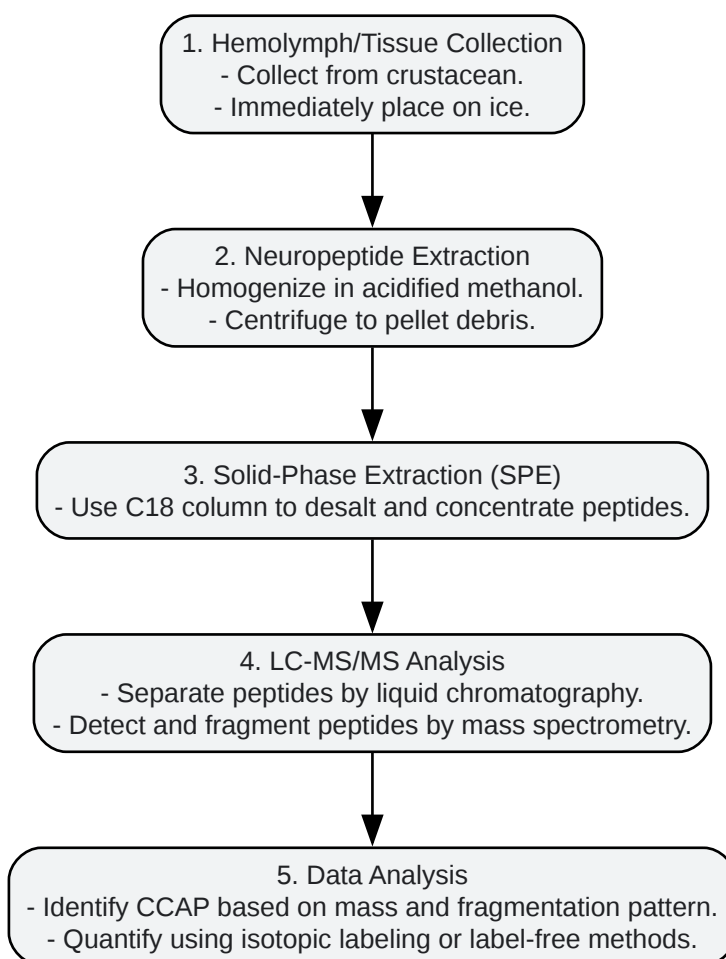 1. Hemolymph/Tissue Collection
- Collect from crustacean.
- Immediately place on ice.
2. Neuropeptide Extraction
- Homogenize in acidified methanol.
- Centrifuge to pellet debris.
3. Solid-Phase Extraction (SPE)
- Use C18 column to desalt and concentrate peptides.
4. LC-MS/MS Analysis
- Separate peptides by liquid chromatography.
- Detect and fragment peptides by mass spectrometry.
5. Data Analysis
- Identify CCAP based on mass and fragmentation pattern.
- Quantify using isotopic labeling or label-free methods.